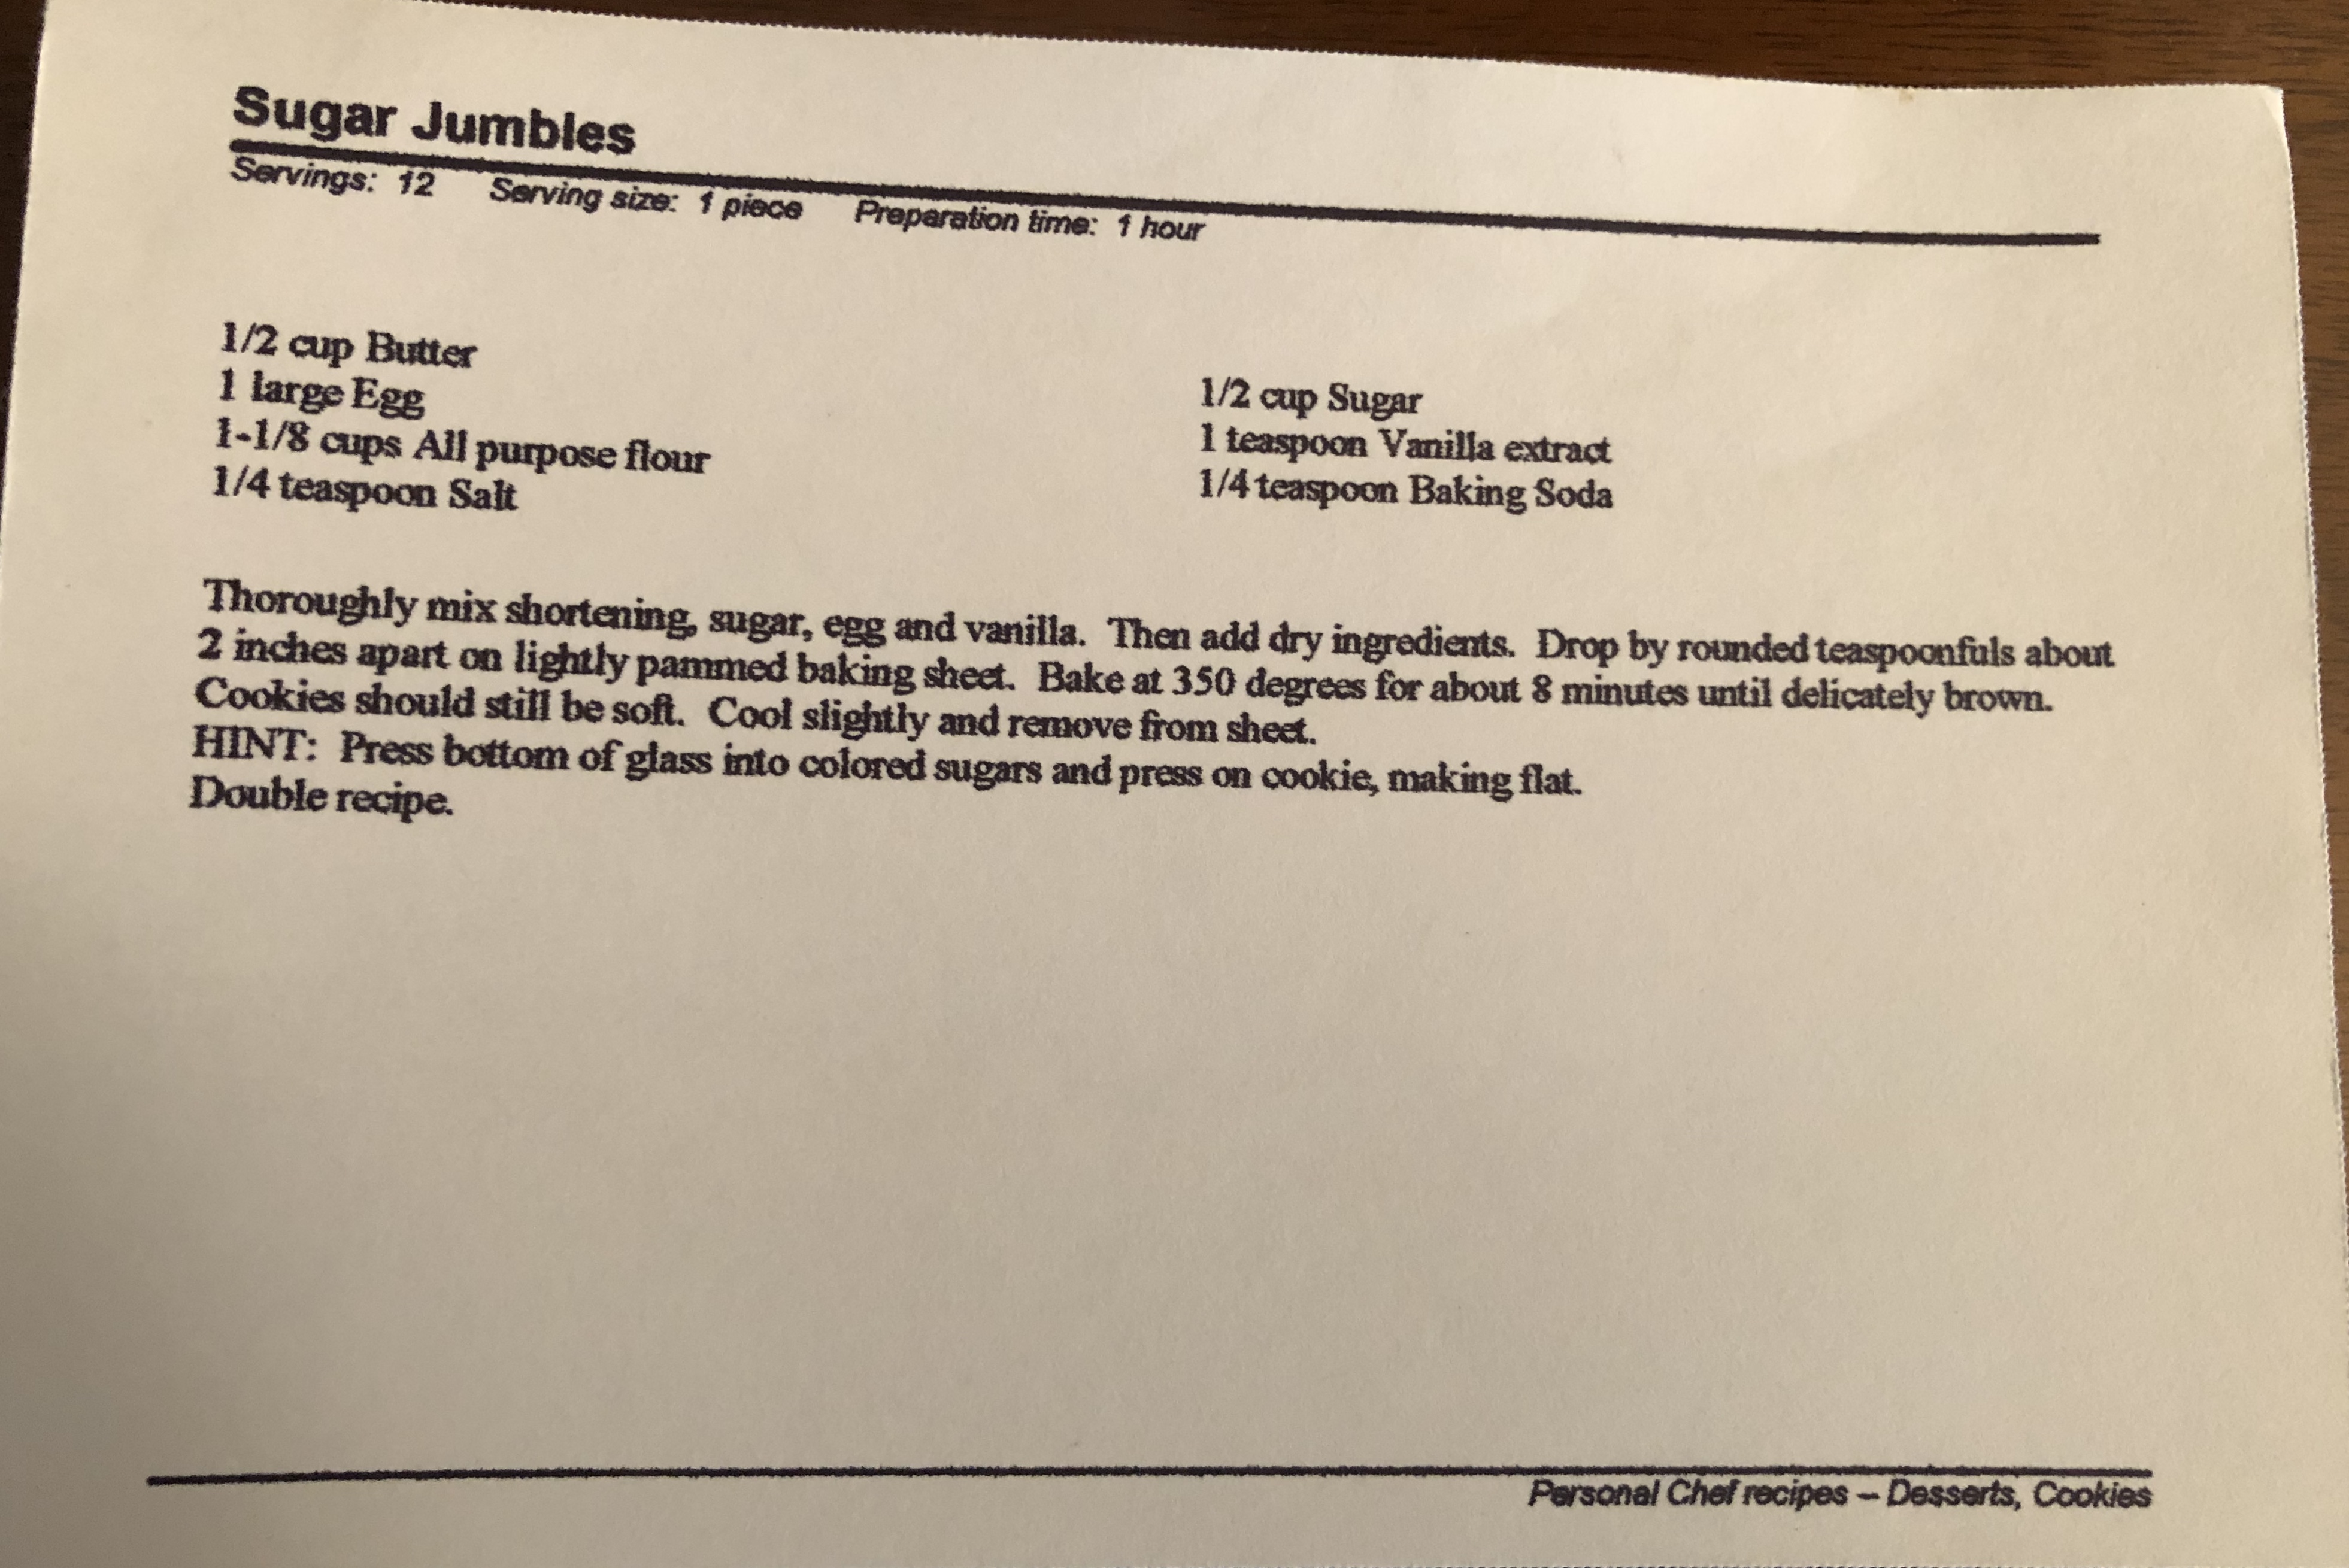 Sugar Jumbles
Servings: 12 Serving size: 1 piece Preparation time: 1 hour
1/2 cup Butter
1 large Egg
1-1/8 cups All purpose flour
1/4 teaspoon Salt
1/2 cup Sugar
1 teaspoon Vanilla extract
1/4 teaspoon Baking Soda
Thoroughly mix shortening, sugar, egg and vanilla. Then add dry ingredients. Drop by rounded teaspoonfuls about
2 inches apart on lightly pammed baking sheet. Bake at 350 degrees for about 8 minutes until delicately brown.
Cookies should still be soft. Cool slightly and remove from sheet.
HINT: Press bottom of glass into colored sugars and press on cookie, making flat.
Double recipe.
Personal Chef recipes – Desserts, Cookies